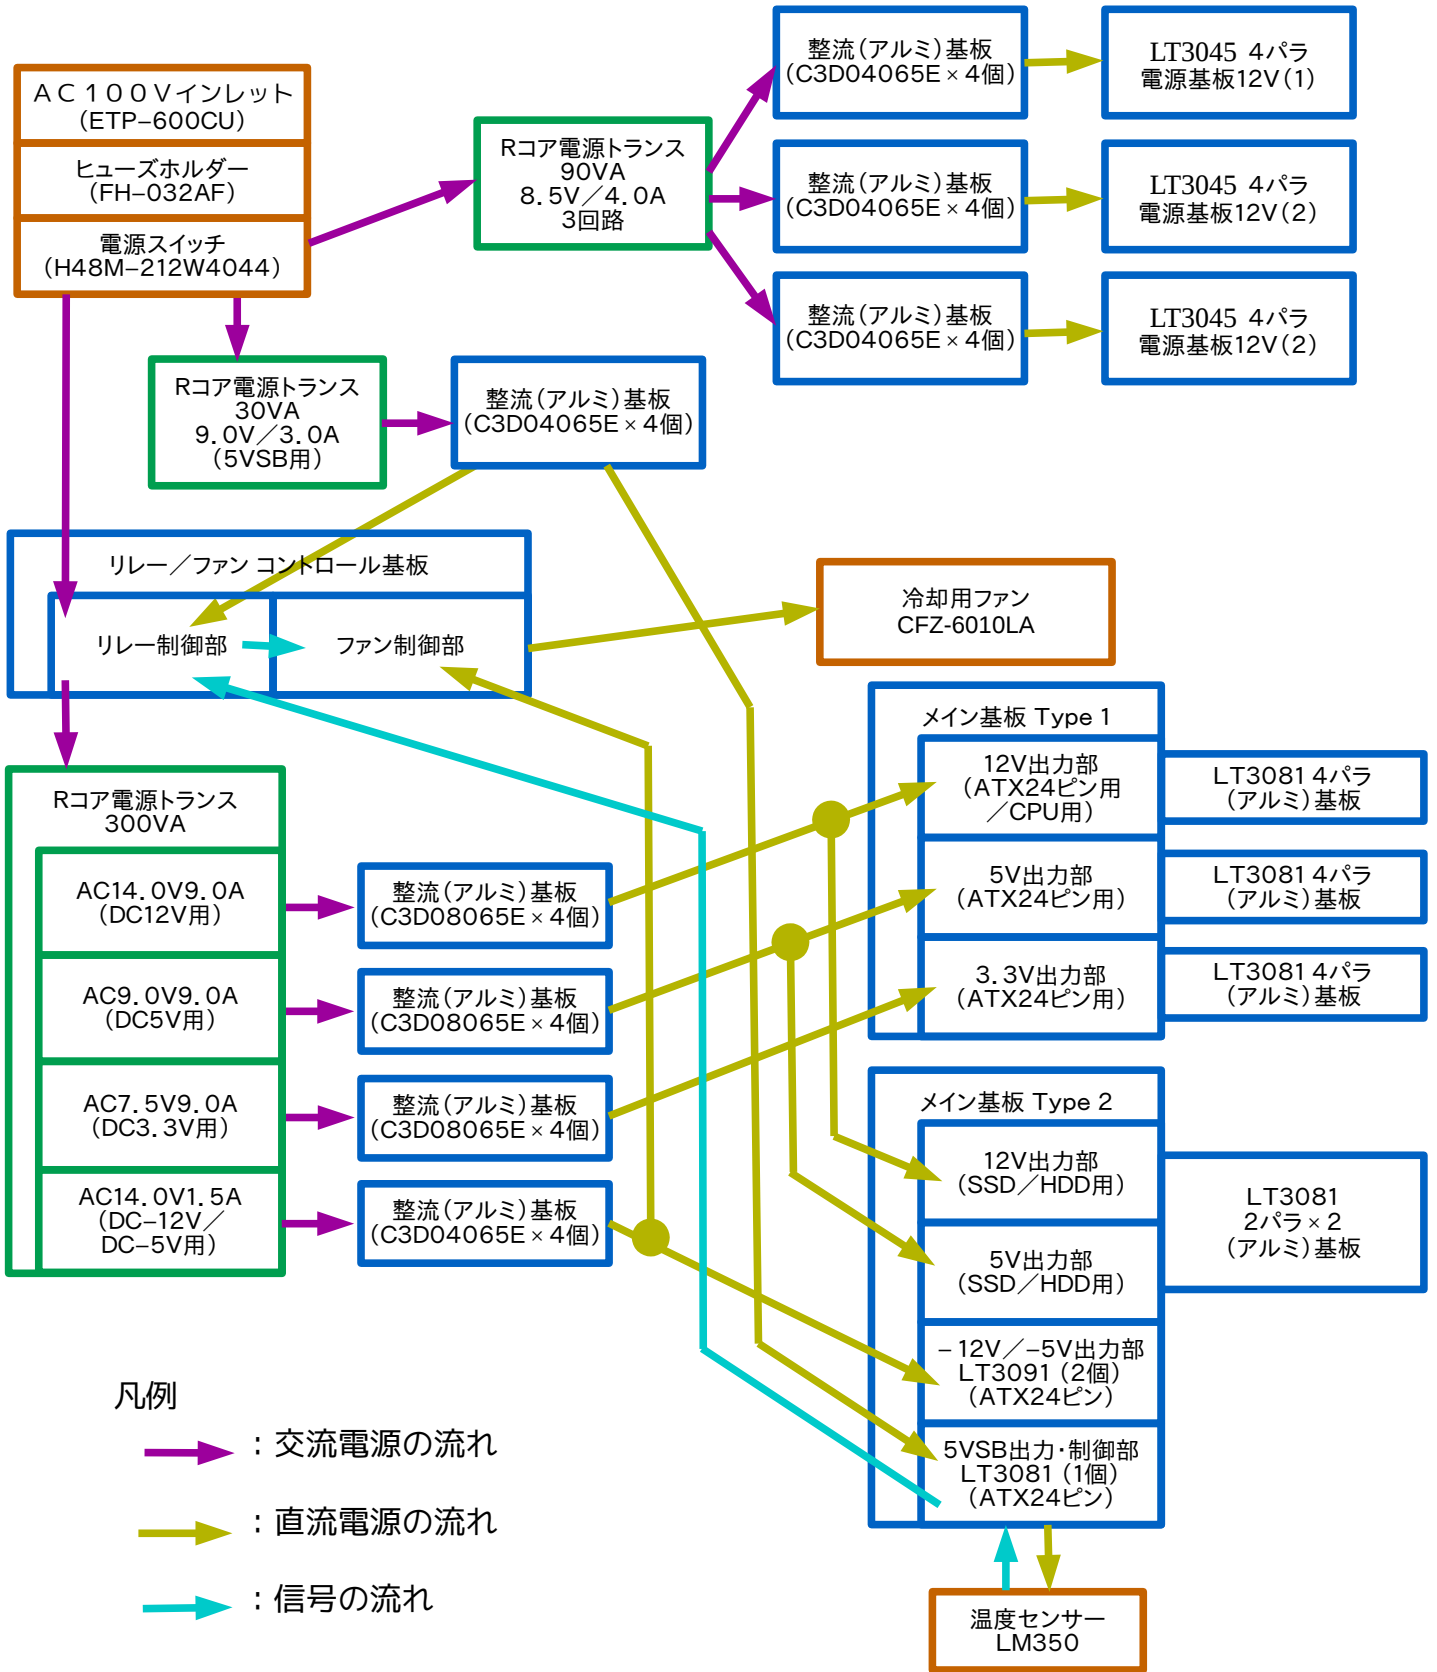 ＡＣ１００Ｖインレット
（ETP−600CU）
ヒューズホルダー
（FH−032AF）
電源スイッチ
（H48M−212W4044）
Rコア電源トランス
90VA
8．5V／4．0A
3回路
整流（アルミ）基板
（C3D04065E×4個）
LT3045 4パラ
電源基板12V（1）
整流（アルミ）基板
（C3D04065E×4個）
LT3045 4パラ
電源基板12V（2）
整流（アルミ）基板
（C3D04065E×4個）
LT3045 4パラ
電源基板12V（2）
Rコア電源トランス
30VA
9．0V／3．0A
（5VSB用）
整流（アルミ）基板
（C3D04065E×4個）
リレー／ファン コントロール基板
リレー制御部
ファン制御部
冷却用ファン
CFZ-6010LA
Rコア電源トランス
300VA
AC14．0V9．0A
（DC12V用）
AC9．0V9．0A
（DC5V用）
AC7．5V9．0A
（DC3．3V用）
AC14．0V1．5A
（DC−12V／
DC−5V用）
整流（アルミ）基板
（C3D08065E×4個）
整流（アルミ）基板
（C3D08065E×4個）
整流（アルミ）基板
（C3D08065E×4個）
整流（アルミ）基板
（C3D04065E×4個）
メイン基板 Type 1
12V出力部
（ATX24ピン用
／CPU用）
LT3081 4パラ
（アルミ）基板
5V出力部
（ATX24ピン用）
LT3081 4パラ
（アルミ）基板
3．3V出力部
（ATX24ピン用）
LT3081 4パラ
（アルミ）基板
メイン基板 Type 2
12V出力部
（SSD／HDD用）
5V出力部
（SSD／HDD用）
LT3081
2パラ×2
（アルミ）基板
−12V／−5V出力部
LT3091（2個）
（ATX24ピン）
5VSB出力・制御部
LT3081（1個）
（ATX24ピン）
温度センサー
LM350
凡例
：交流電源の流れ
：直流電源の流れ
：信号の流れ